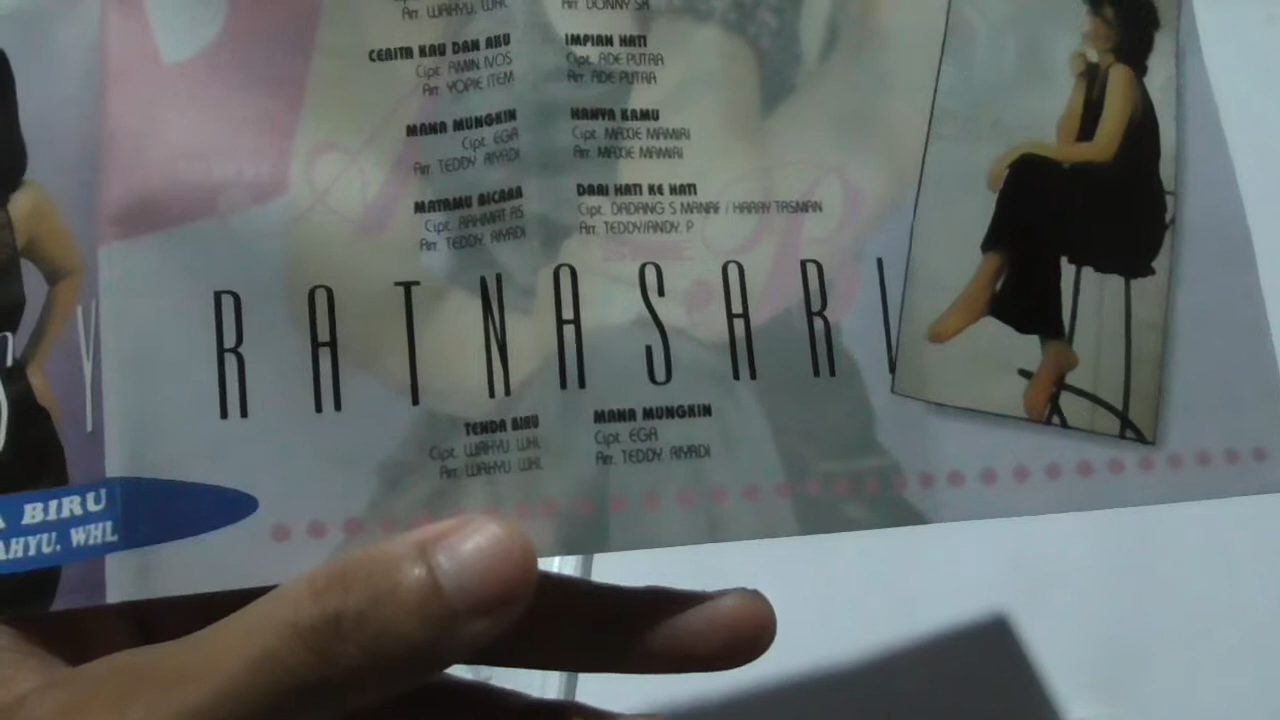 Arr. WAHYU. WHL
CERITA KAU DAN AKU
Cipt. AMIN IVOS
Arr. YOPIE ITEM
MANA MUNGKIN
Cipt. EGA
Arr. TEDDY RIYADI
MATAMU BICARA
Cipt. RAHMAT AS
Arr. TEDDY RIYADI
Arr. DONNY SR
IMPIAN HATI
Cipt. ADE PUTRA
Arr. ADE PUTRA
HANYA KAMU
Cipt. MAXIE MAMIRI
Arr. MAXIE MAMIRI
DARI HATI KE HATI
Cipt. DADANG S MANAF / HARRY TASMAN
Arr. TEDDY/ANDY. P
Y
RATNASARI
TENDA BIRU
Cipt. WAHYU. WHL
Arr. WAHYU. WHL
MANA MUNGKIN
Cipt. EGA
Arr. TEDDY. RIYADI
A BIRU
AHYU. WHL